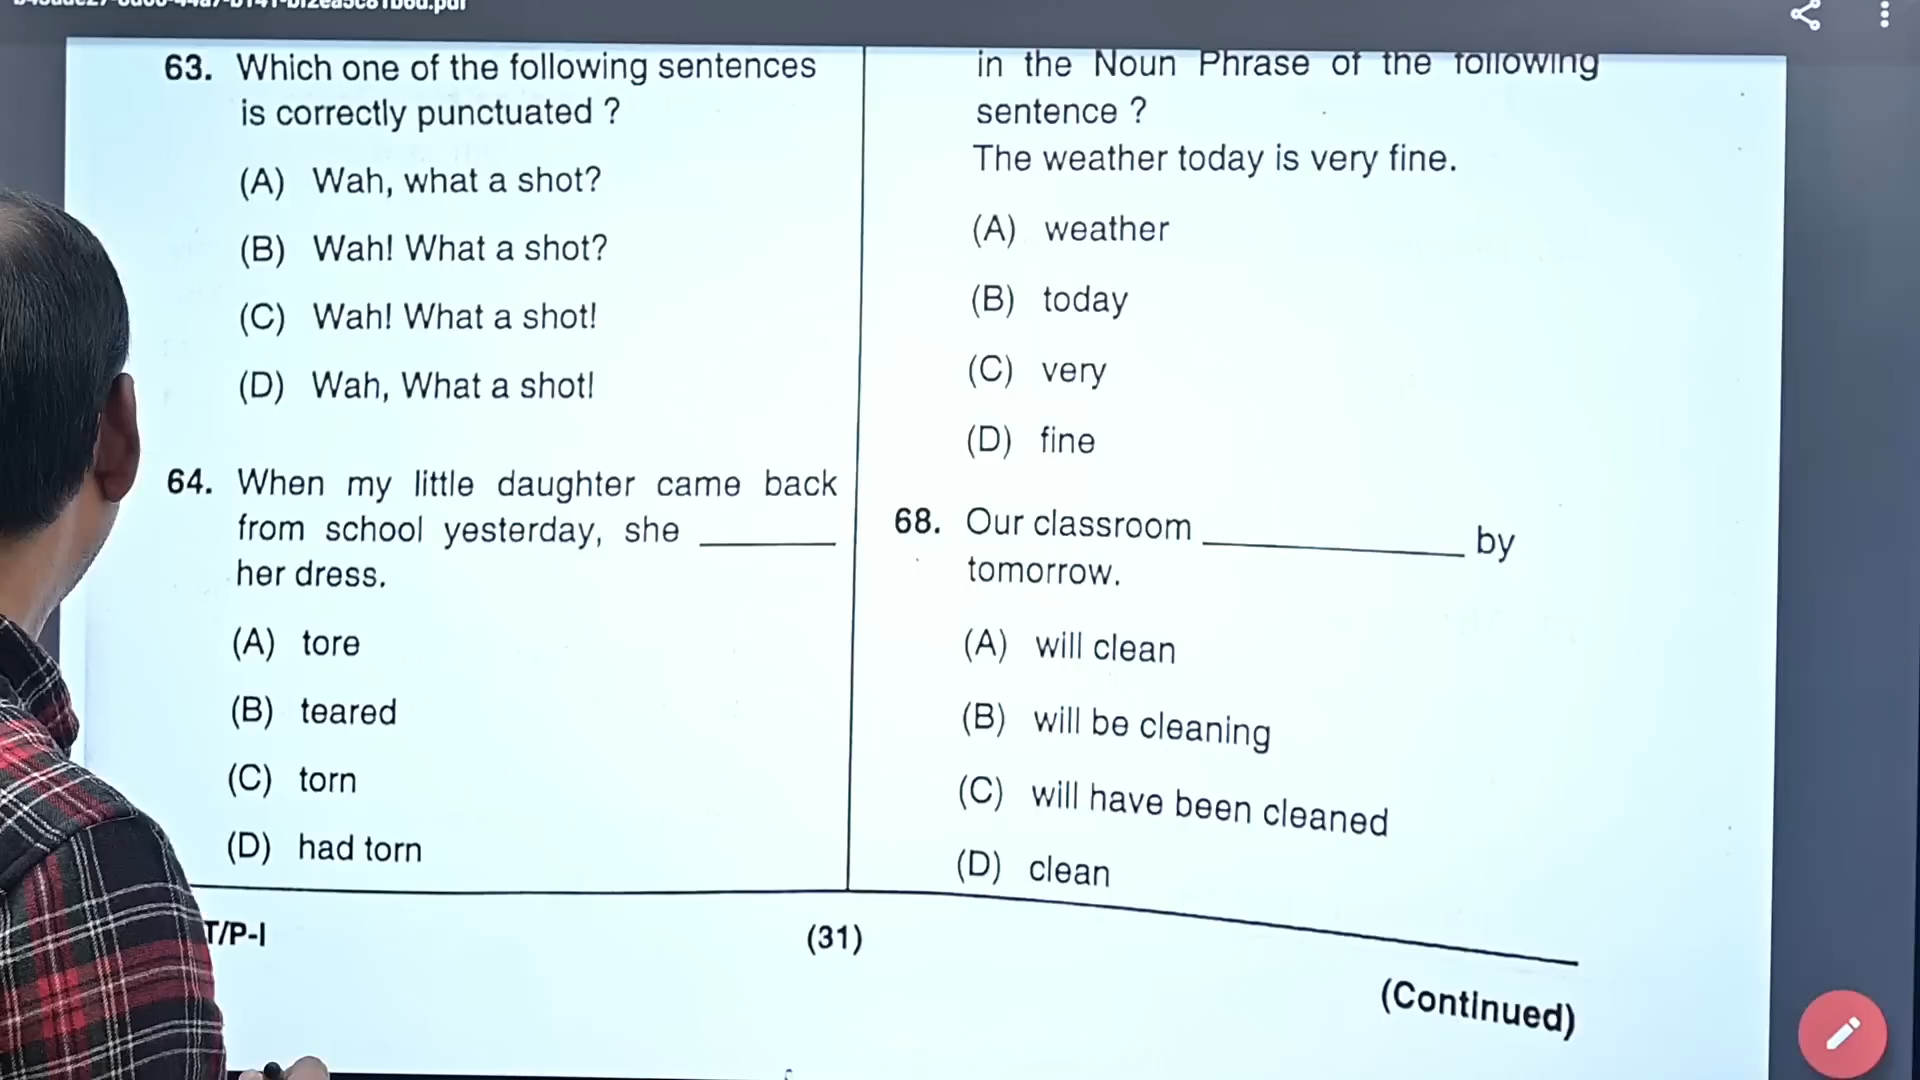 63. Which one of the following sentences
is correctly punctuated ?
(A) Wah, what a shot?
(B) Wah! What a shot?
(C) Wah! What a shot!
(D) Wah, What a shot!
64. When my little daughter came back
from school yesterday, she ________
her dress.
(A) tore
(B) teared
(C) torn
(D) had torn
in the Noun Phrase of the following
sentence ?
The weather today is very fine.
(A) weather
(B) today
(C) very
(D) fine
68. Our classroom ________________ by
tomorrow.
(A) will clean
(B) will be cleaning
(C) will have been cleaned
(D) clean
T/P-I
(31)
(Continued)